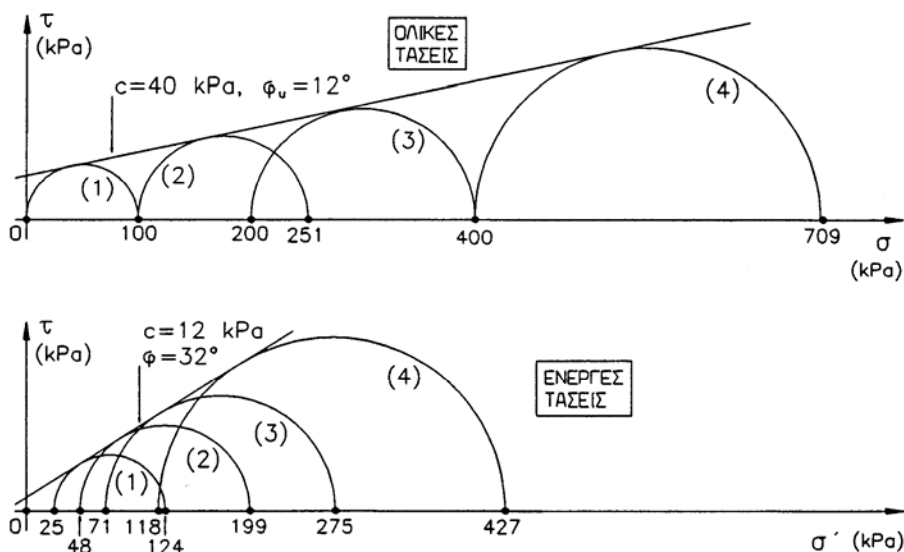 τ
(kPa)
ΟΛΙΚΕΣ
ΤΑΣΕΙΣ
c=40 kPa, φᵤ=12°
(1)
(2)
(3)
(4)
0
100
200
251
400
709
σ
(kPa)
τ
(kPa)
c=12 kPa
φ=32°
ΕΝΕΡΓΕΣ
ΤΑΣΕΙΣ
(1)
(2)
(3)
(4)
0
25
48
71
118
124
199
275
427
σ´
(kPa)